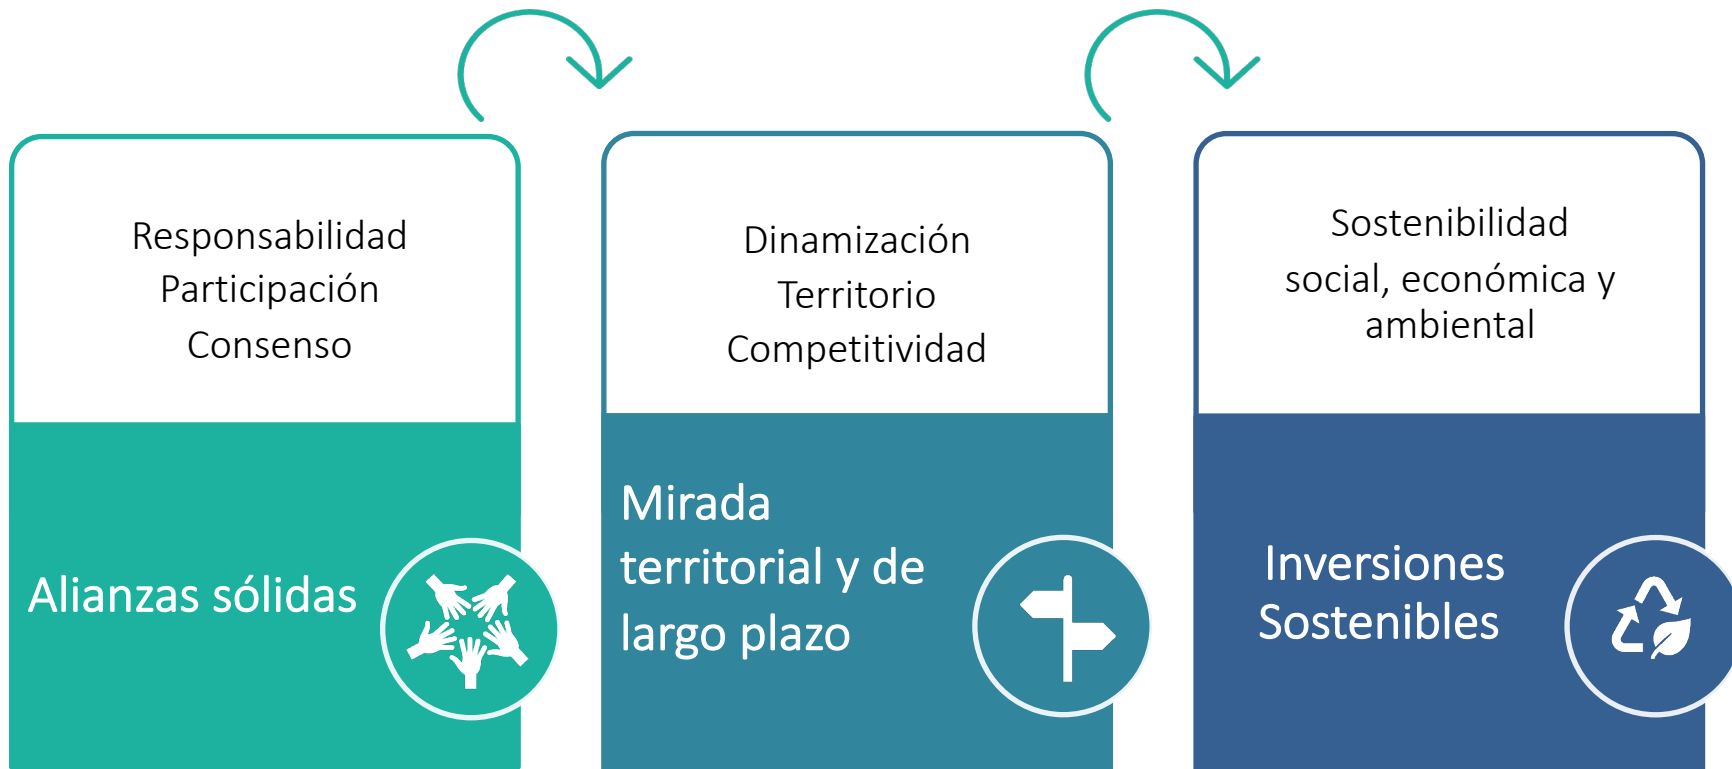 Responsabilidad
Participación
Consenso
Alianzas sólidas
Dinamización
Territorio
Competitividad
Mirada
territorial y de
largo plazo
Sostenibilidad
social, económica y
ambiental
Inversiones
Sostenibles